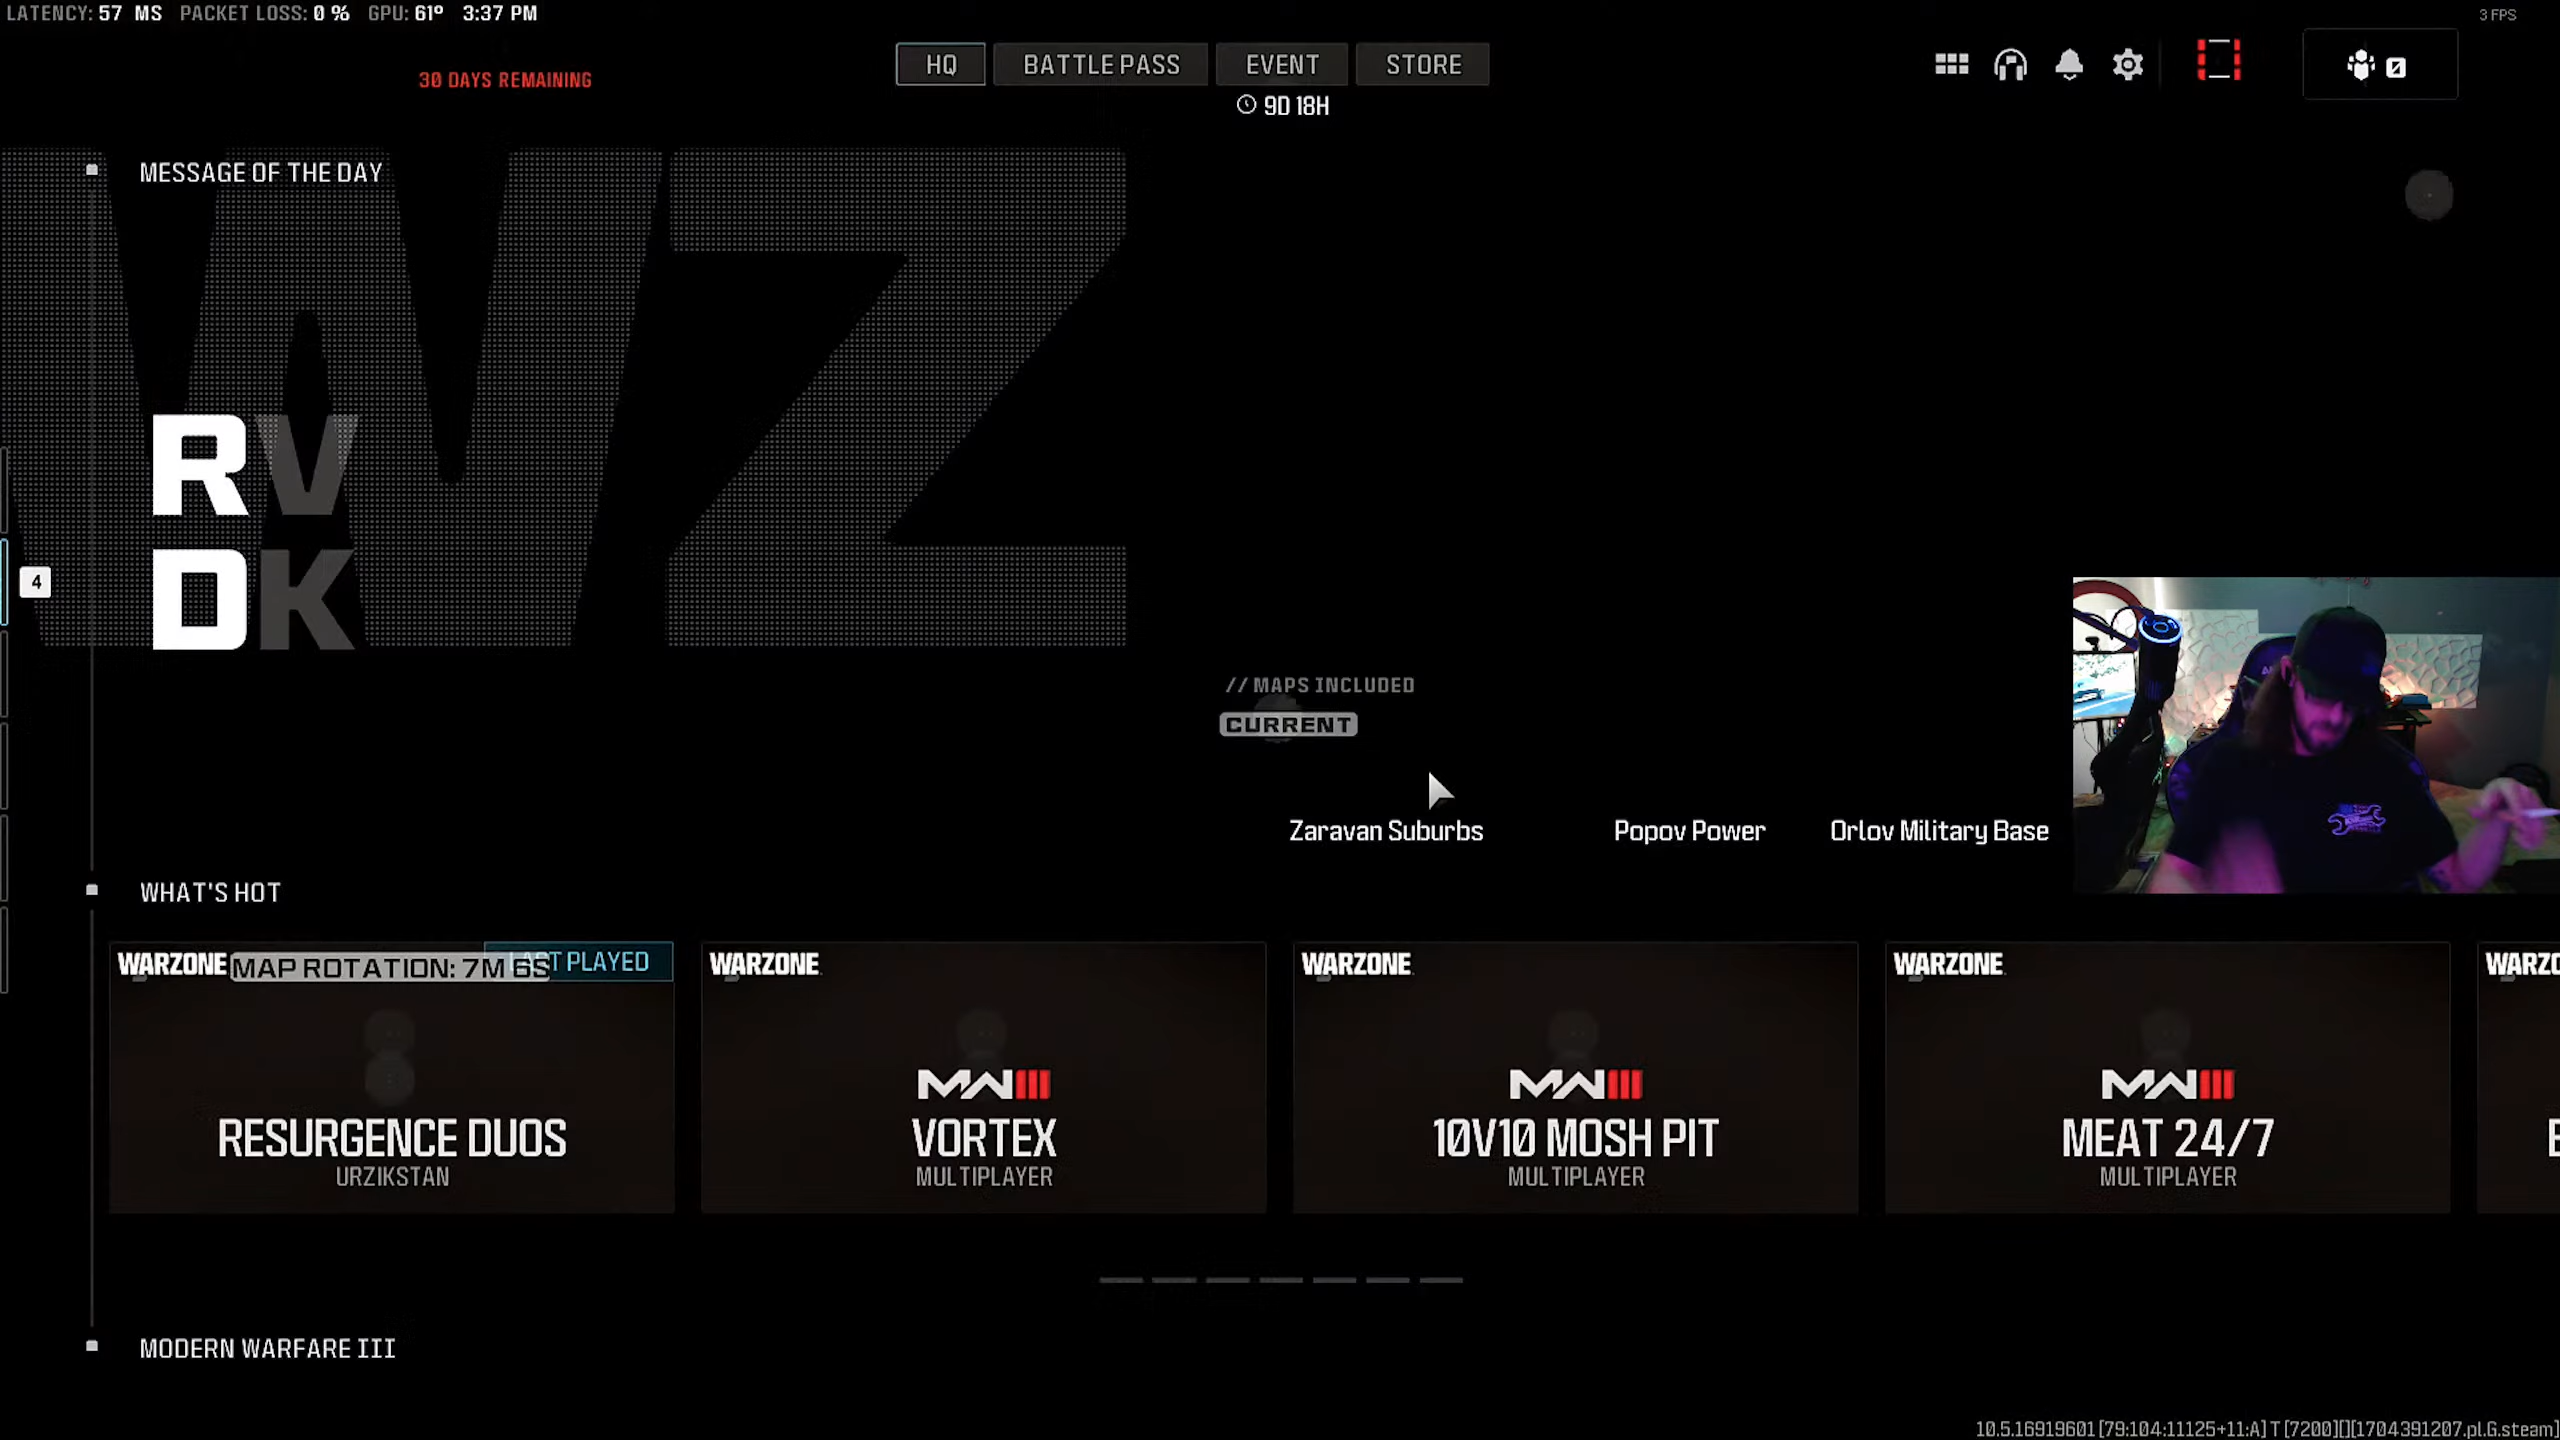 LATENCY: 57 MS PACKET LOSS: 0 % GPU: 61º 3:37 PM
3 FPS
30 DAYS REMAINING
HQ
BATTLE PASS
EVENT
STORE
0
9D 18H
MESSAGE OF THE DAY
WZ
RV
DK
4
// MAPS INCLUDED
CURRENT
Zaravan Suburbs
Popov Power
Orlov Military Base
WHAT'S HOT
WARZONE
MAP ROTATION: 7M 6S
LAST PLAYED
RESURGENCE DUOS
URZIKSTAN
WARZONE
MWIII
VORTEX
MULTIPLAYER
WARZONE
MWIII
10V10 MOSH PIT
MULTIPLAYER
WARZONE
MWIII
MEAT 24/7
MULTIPLAYER
WARZO
MODERN WARFARE III
10.5.16919601 [79:104:11125+11:A] T [7200][][1704391207.pl.G.steam]